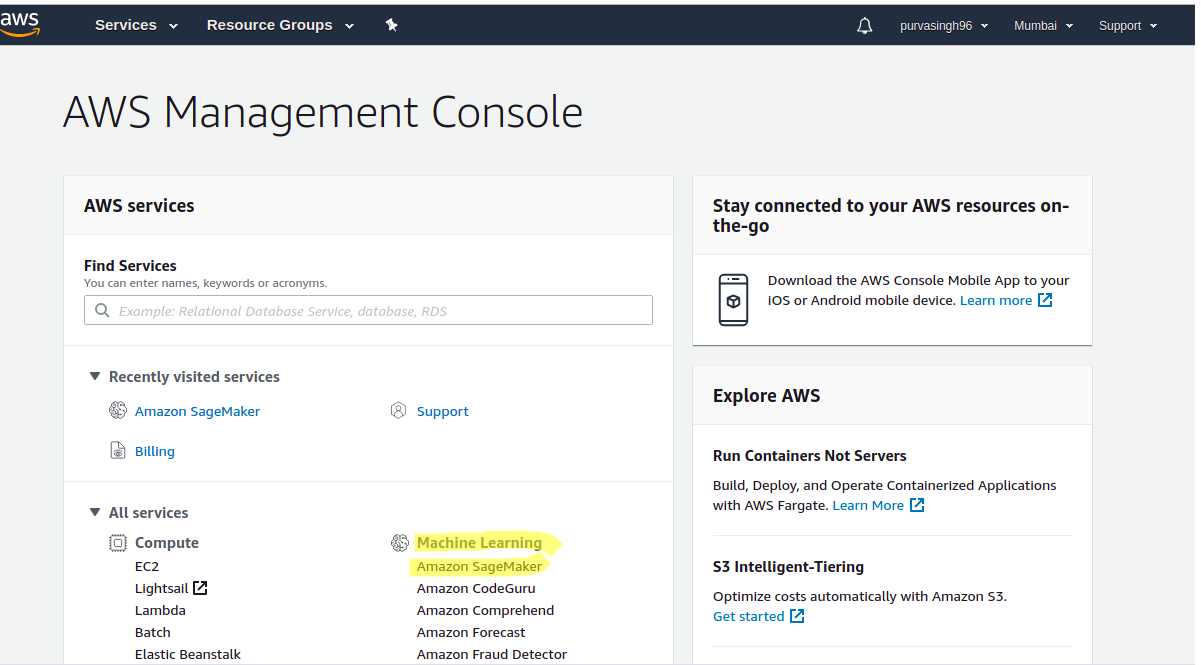 aws
Services
Resource Groups
purvasingh96
Mumbai
Support
AWS Management Console
AWS services
Find Services
You can enter names, keywords or acronyms.
Example: Relational Database Service, database, RDS
Recently visited services
Amazon SageMaker
Support
Billing
All services
Compute
EC2
Lightsail
Lambda
Batch
Elastic Beanstalk
Machine Learning
Amazon SageMaker
Amazon CodeGuru
Amazon Comprehend
Amazon Forecast
Amazon Fraud Detector
Stay connected to your AWS resources on-
the-go
Download the AWS Console Mobile App to your
iOS or Android mobile device. Learn more
Explore AWS
Run Containers Not Servers
Build, Deploy, and Operate Containerized Applications
with AWS Fargate. Learn More
S3 Intelligent-Tiering
Optimize costs automatically with Amazon S3.
Get started